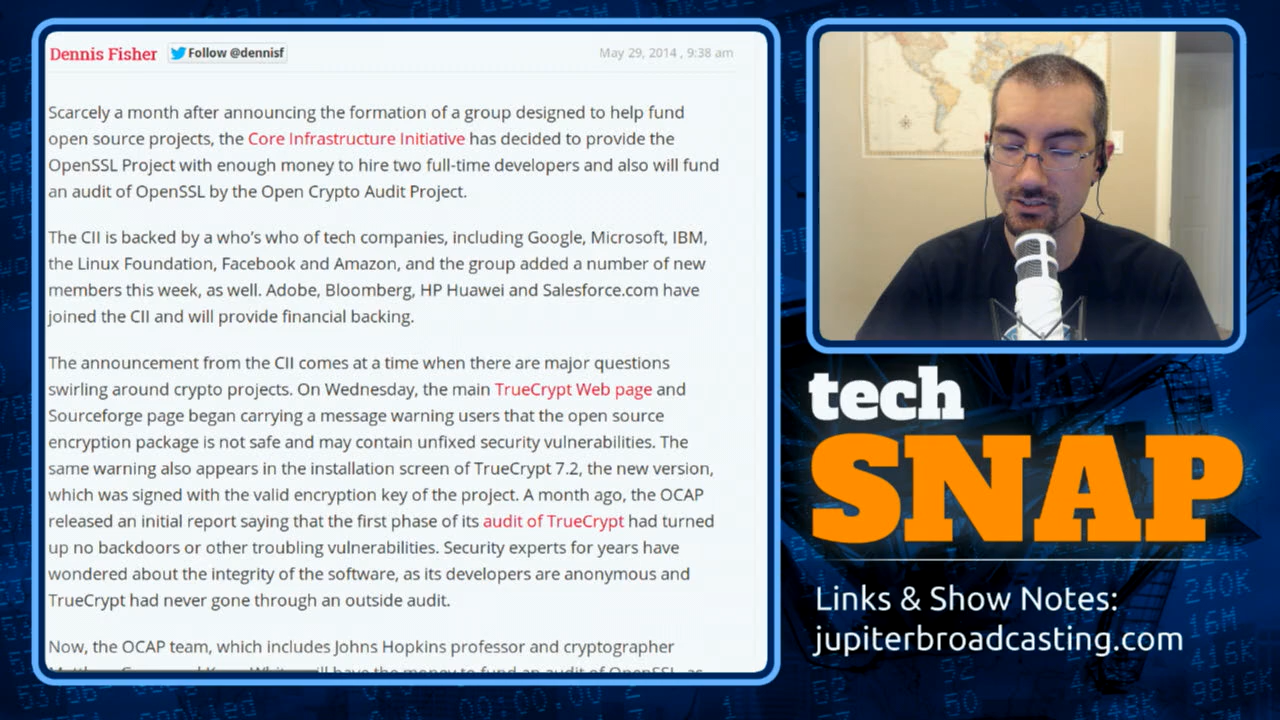 Dennis Fisher Follow @dennisf May 29, 2014 , 9:38 am
Scarcely a month after announcing the formation of a group designed to help fund
open source projects, the Core Infrastructure Initiative has decided to provide the
OpenSSL Project with enough money to hire two full-time developers and also will fund
an audit of OpenSSL by the Open Crypto Audit Project.
The CII is backed by a who’s who of tech companies, including Google, Microsoft, IBM,
the Linux Foundation, Facebook and Amazon, and the group added a number of new
members this week, as well. Adobe, Bloomberg, HP Huawei and Salesforce.com have
joined the CII and will provide financial backing.
The announcement from the CII comes at a time when there are major questions
swirling around crypto projects. On Wednesday, the main TrueCrypt Web page and
Sourceforge page began carrying a message warning users that the open source
encryption package is not safe and may contain unfixed security vulnerabilities. The
same warning also appears in the installation screen of TrueCrypt 7.2, the new version,
which was signed with the valid encryption key of the project. A month ago, the OCAP
released an initial report saying that the first phase of its audit of TrueCrypt had turned
up no backdoors or other troubling vulnerabilities. Security experts for years have
wondered about the integrity of the software, as its developers are anonymous and
TrueCrypt had never gone through an outside audit.
Now, the OCAP team, which includes Johns Hopkins professor and cryptographer
will have the money to fund an audit of OpenSSL, as
tech
SNAP
Links & Show Notes:
jupiterbroadcasting.com